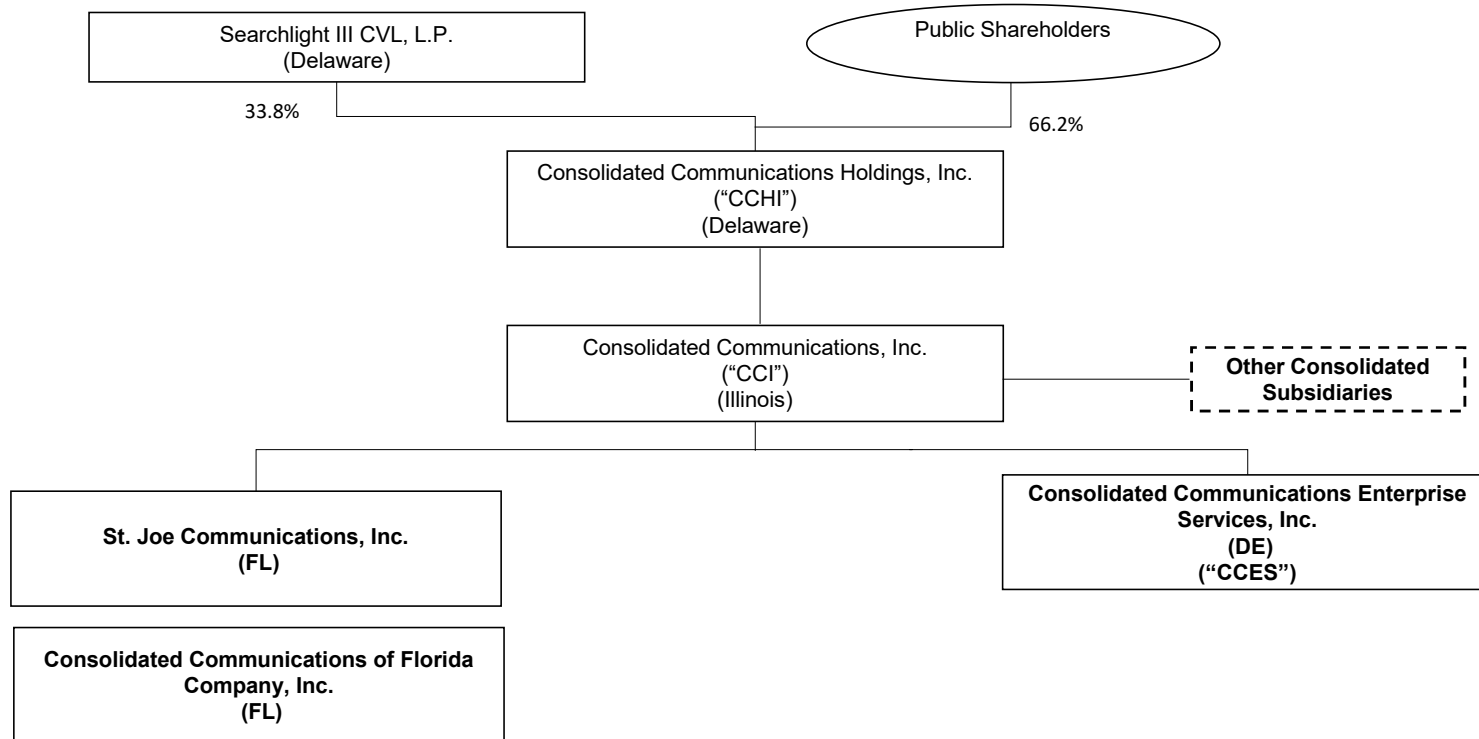 Searchlight III CVL, L.P.
(Delaware)
Public Shareholders
33.8%
66.2%
Consolidated Communications Holdings, Inc.
(“CCHI”)
(Delaware)
Consolidated Communications, Inc.
(“CCI”)
(Illinois)
Other Consolidated
Subsidiaries
St. Joe Communications, Inc.
(FL)
Consolidated Communications Enterprise
Services, Inc.
(DE)
(“CCES”)
Consolidated Communications of Florida
Company, Inc.
(FL)